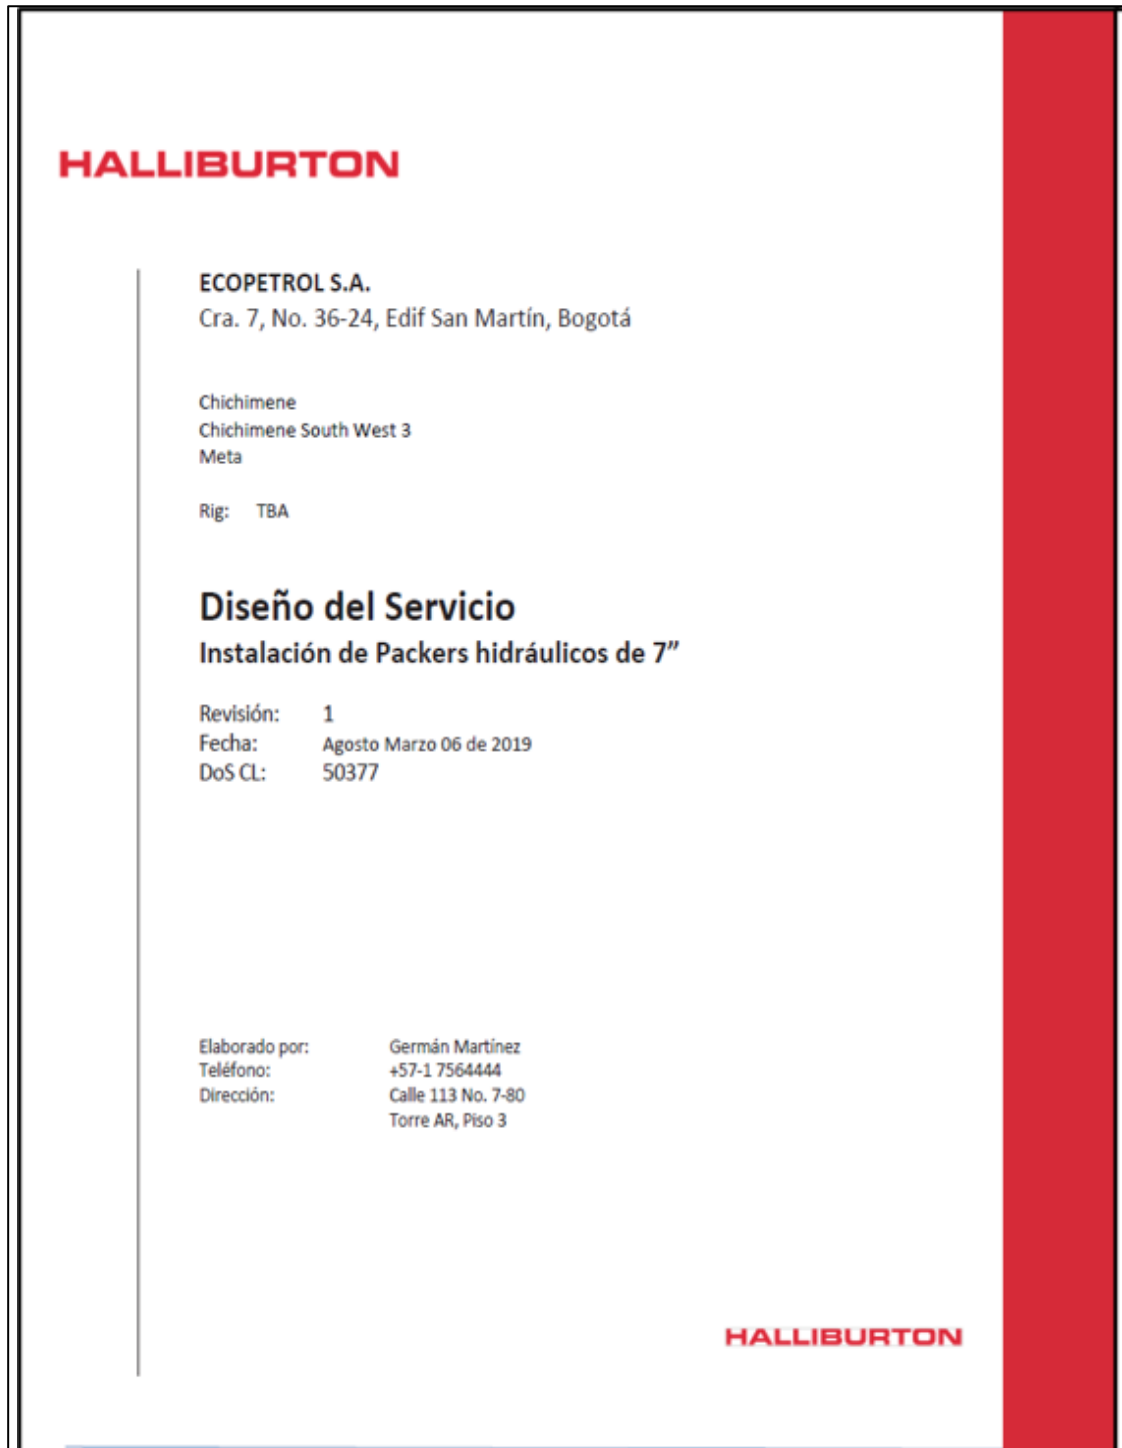 HALLIBURTON
ECOPETROL S.A.
Cra. 7, No. 36-24, Edif San Martín, Bogotá
Chichimene
Chichimene South West 3
Meta
Rig: TBA
Diseño del Servicio
Instalación de Packers hidráulicos de 7”
Revisión: 1
Fecha: Agosto Marzo 06 de 2019
DoS CL: 50377
Elaborado por: Germán Martínez
Teléfono: +57-1 7564444
Dirección: Calle 113 No. 7-80
Torre AR, Piso 3
HALLIBURTON